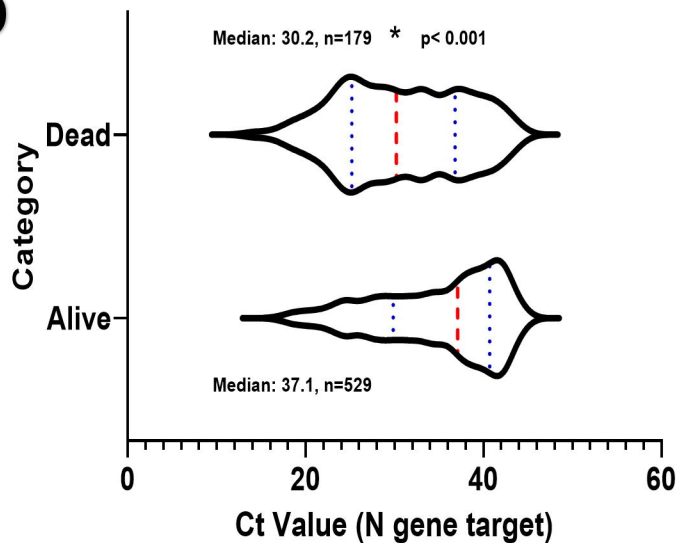 Median: 30.2, n=179 * p< 0.001
Dead
Category
Alive
Median: 37.1, n=529
0 20 40 60
Ct Value (N gene target)